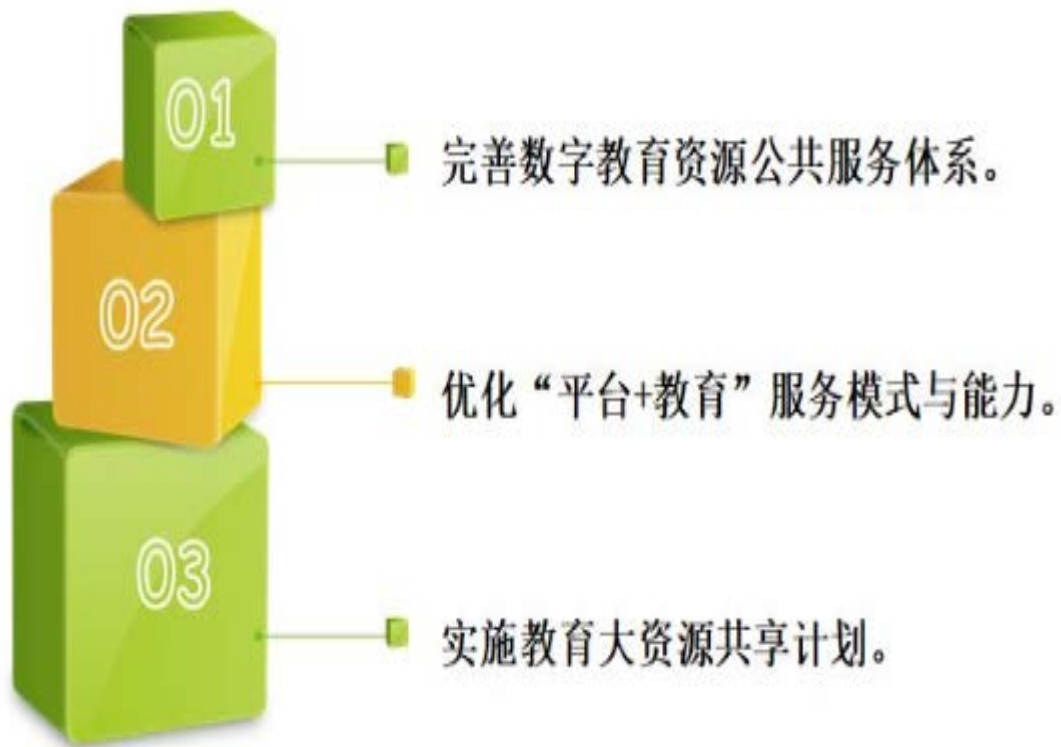 01
完善数字教育资源公共服务体系。
02
优化“平台+教育”服务模式与能力。
03
实施教育大资源共享计划。